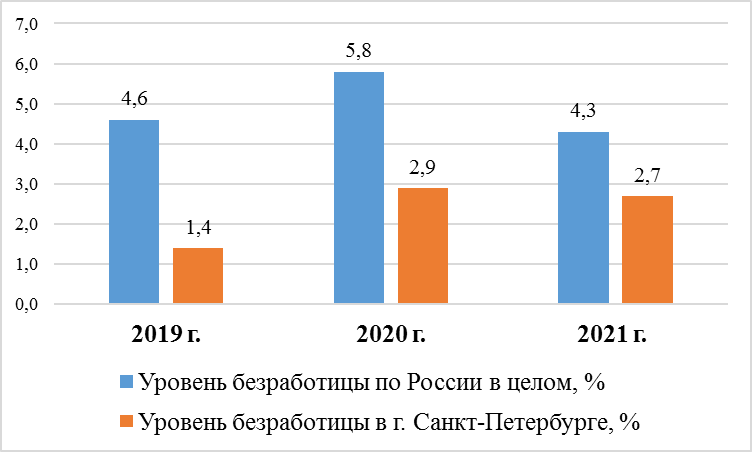 7,0
6,0
5,0
4,0
3,0
2,0
1,0
0,0
4,6
1,4
5,8
2,9
4,3
2,7
2019 г.
2020 г.
2021 г.
Уровень безработицы по России в целом, %
Уровень безработицы в г. Санкт-Петербурге, %